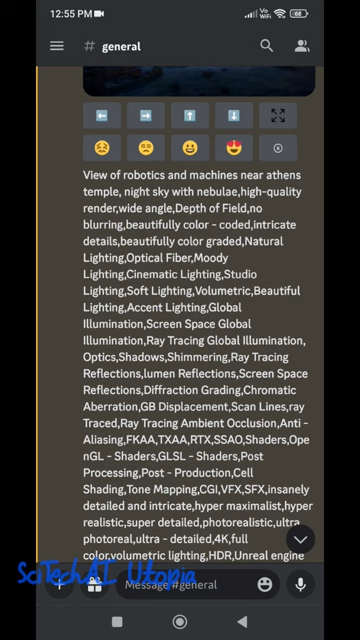 12:55 PM
Vo WiFi
68
# general
View of robotics and machines near athens
temple, night sky with nebulae,high-quality
render,wide angle,Depth of Field,no
blurring,beautifully color - coded,intricate
details,beautifully color graded,Natural
Lighting,Optical Fiber,Moody
Lighting,Cinematic Lighting,Studio
Lighting,Soft Lighting,Volumetric,Beautiful
Lighting,Accent Lighting,Global
Illumination,Screen Space Global
Illumination,Ray Tracing Global Illumination,
Optics,Shadows,Shimmering,Ray Tracing
Reflections,lumen Reflections,Screen Space
Reflections,Diffraction Grading,Chromatic
Aberration,GB Displacement,Scan Lines,ray
Traced,Ray Tracing Ambient Occlusion,Anti -
Aliasing,FKAA,TXAA,RTX,SSAO,Shaders,Ope
nGL - Shaders,GLSL - Shaders,Post
Processing,Post - Production,Cell
Shading,Tone Mapping,CGI,VFX,SFX,insanely
detailed and intricate,hyper maximalist,hyper
realistic,super detailed,photorealistic,ultra
photoreal,ultra - detailed,4K,full
color,volumetric lighting,HDR,Unreal engine
SciTechAI Utopia
Message #general